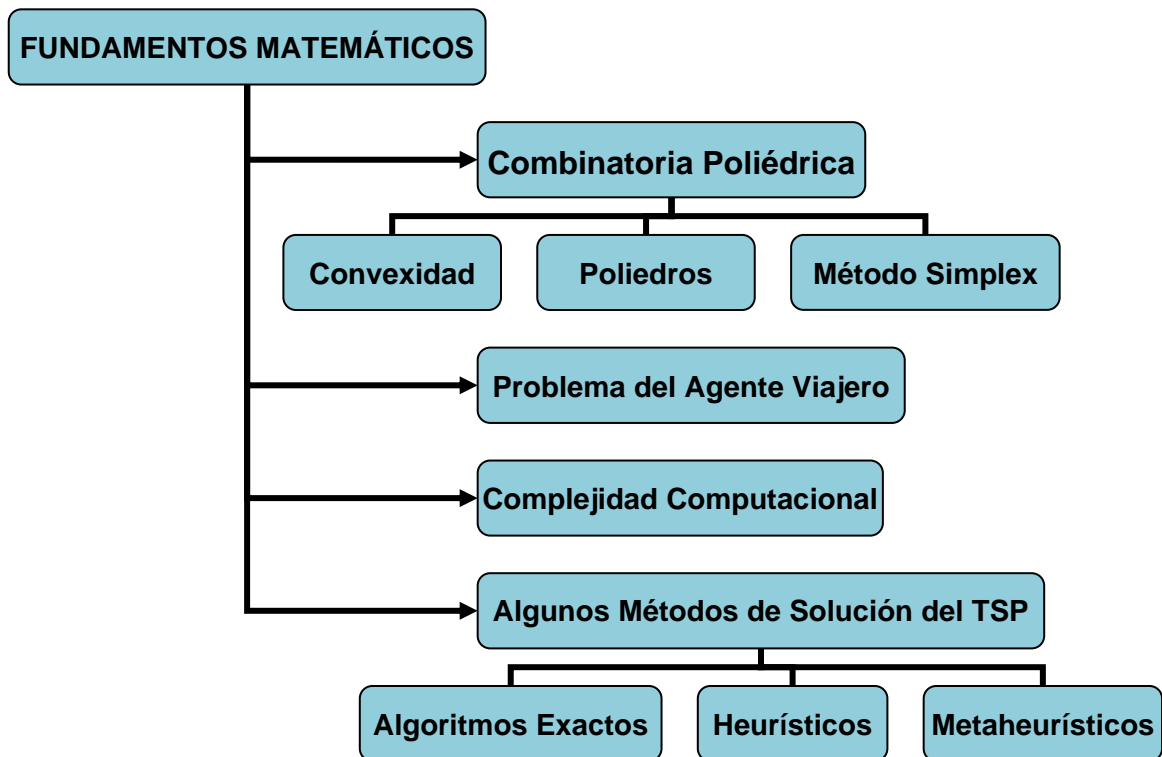 FUNDAMENTOS MATEMÁTICOS
Combinatoria Poliédrica
Convexidad
Poliedros
Método Simplex
Problema del Agente Viajero
Complejidad Computacional
Algunos Métodos de Solución del TSP
Algoritmos Exactos
Heurísticos
Metaheurísticos